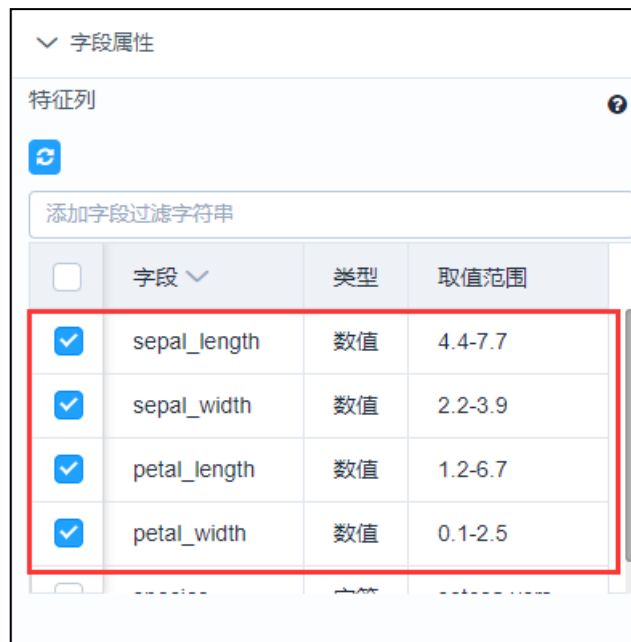 字段属性
特征列
添加字段过滤字符串
字段 类型 取值范围
sepal_length 数值 4.4-7.7
sepal_width 数值 2.2-3.9
petal_length 数值 1.2-6.7
petal_width 数值 0.1-2.5